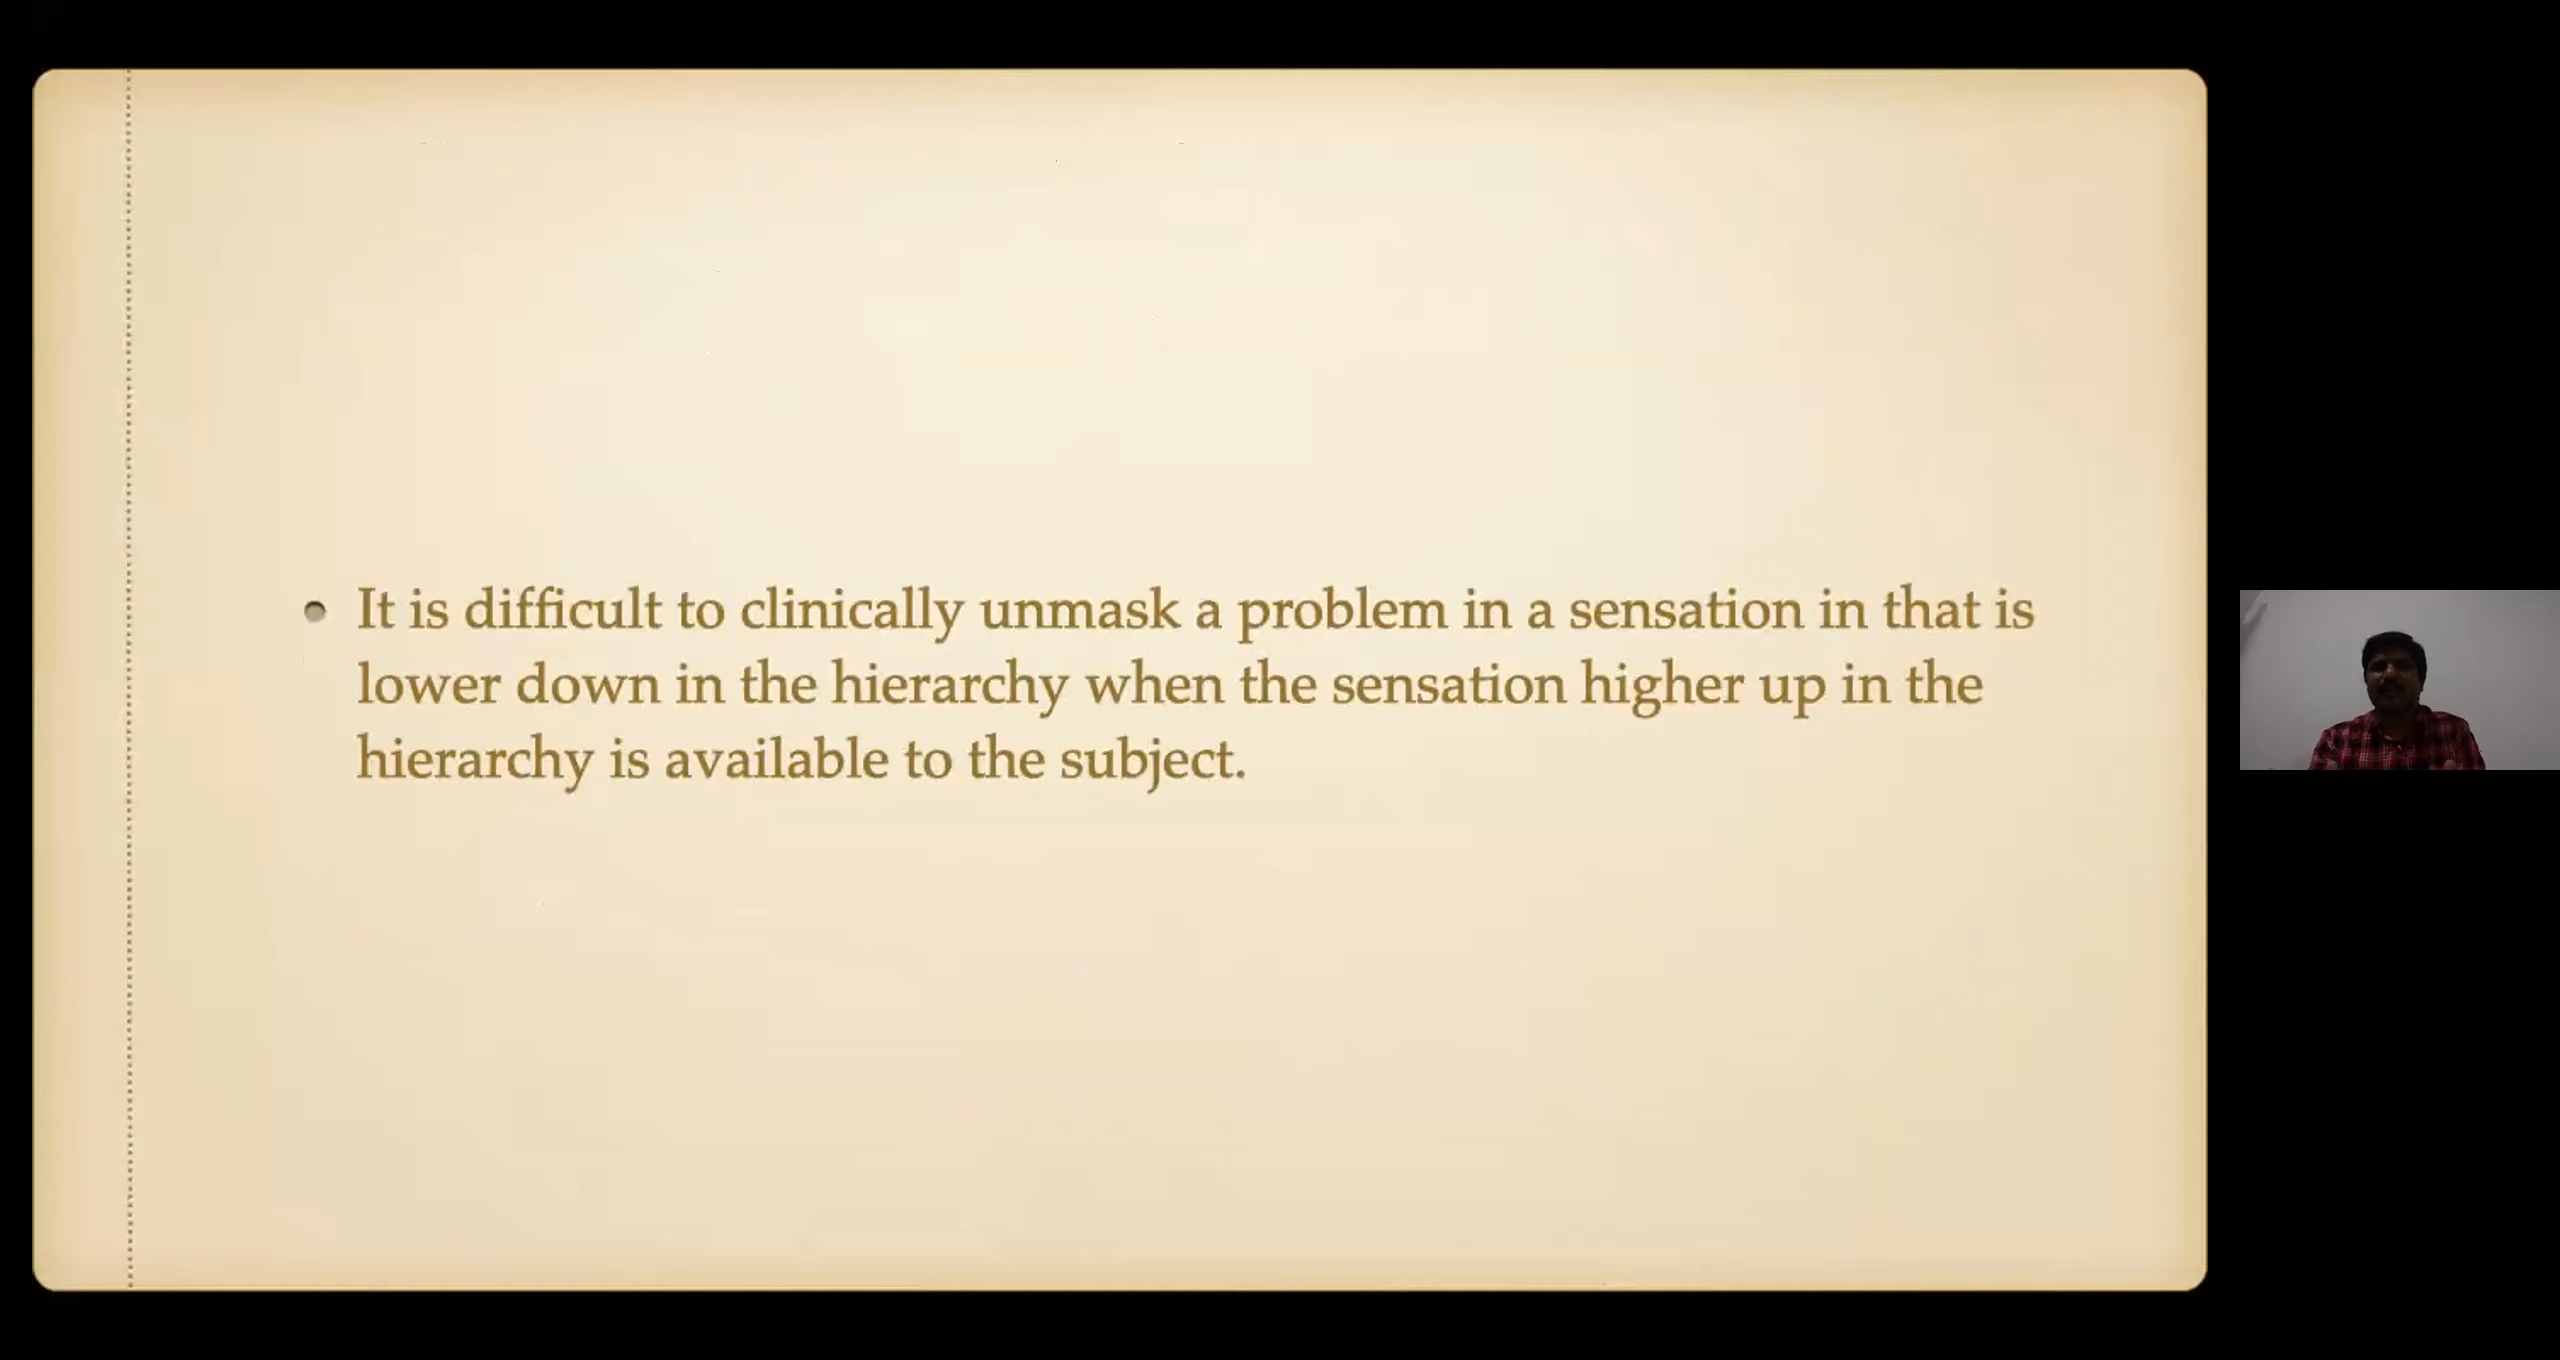 It is difficult to clinically unmask a problem in a sensation in that is
lower down in the hierarchy when the sensation higher up in the
hierarchy is available to the subject.